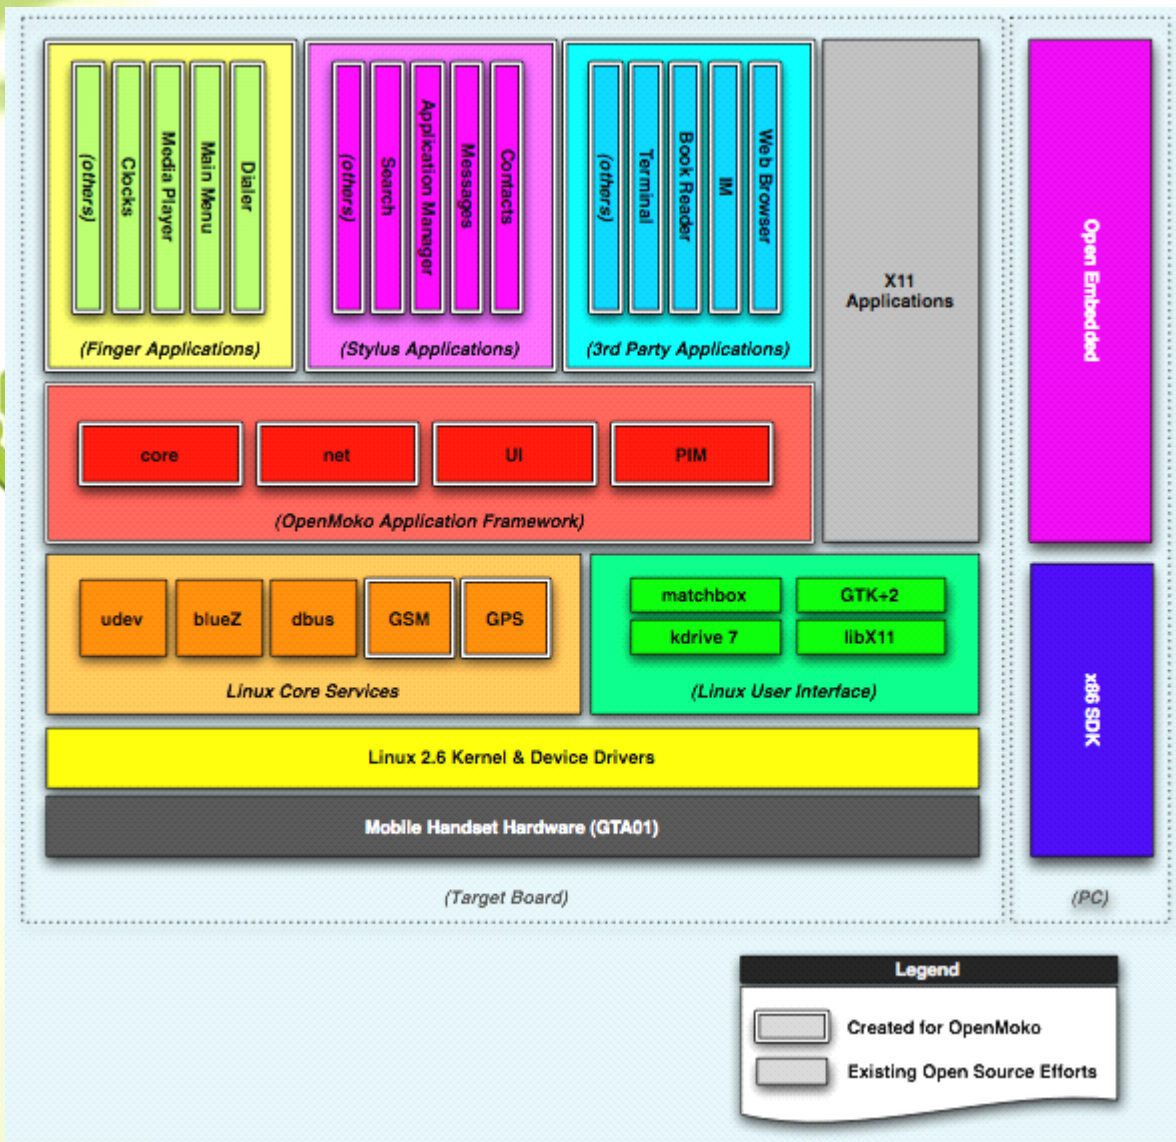 (others)
Clocks
Media Player
Main Menu
Dialer
(Finger Applications)
(others)
Search
Application Manager
Messages
Contacts
(Stylus Applications)
(others)
Terminal
Book Reader
IM
Web Browser
(3rd Party Applications)
X11
Applications
Open Embedded
core
net
UI
PIM
(OpenMoko Application Framework)
udev
blueZ
dbus
GSM
GPS
Linux Core Services
matchbox
GTK+2
kdrive 7
libX11
(Linux User Interface)
x86 SDK
Linux 2.6 Kernel & Device Drivers
Mobile Handset Hardware (GTA01)
(Target Board)
(PC)
Legend
Created for OpenMoko
Existing Open Source Efforts